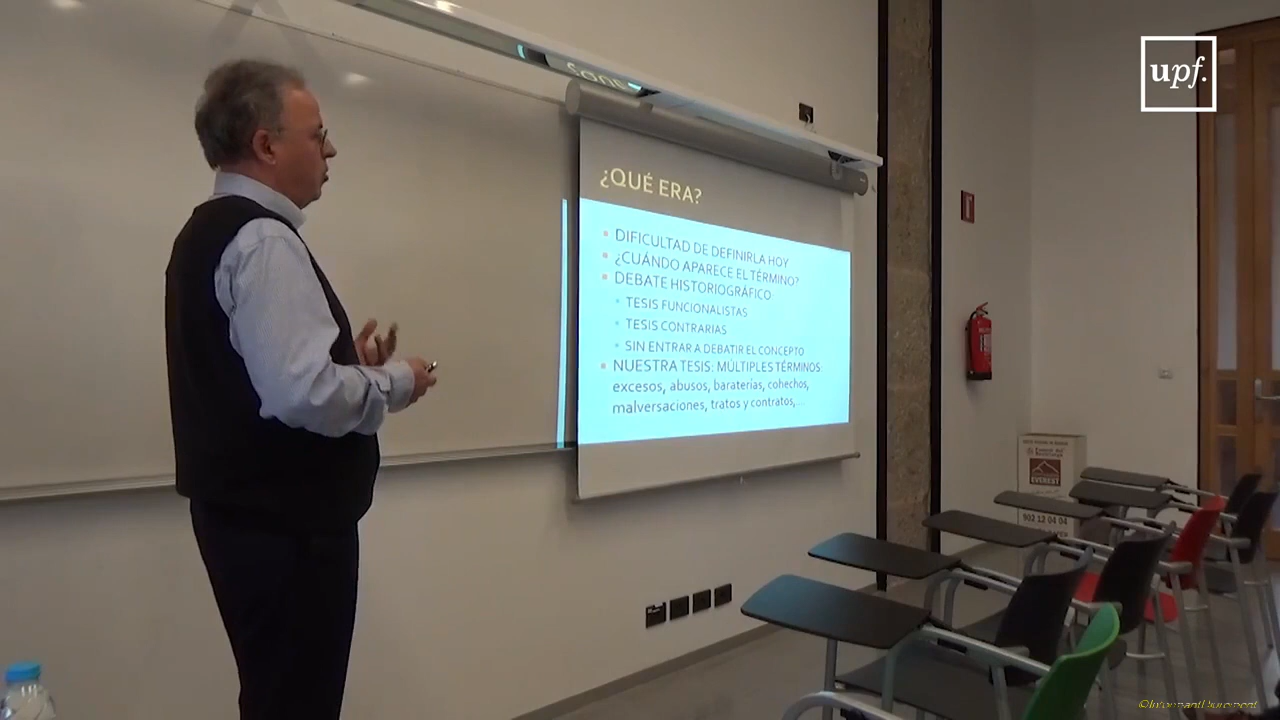 upf.
¿QUÉ ERA?
DIFICULTAD DE DEFINIRLA HOY
¿CUÁNDO APARECE EL TÉRMINO?
DEBATE HISTORIOGRÁFICO
TESIS FUNCIONALISTAS
TESIS CONTRARIAS
SIN ENTRAR A DEBATIR EL CONCEPTO
NUESTRA TESIS: MÚLTIPLES TÉRMINOS:
excesos, abusos, baraterías, cohechos,
malversaciones, tratos y contratos,...
EVEREST
902 12 04 04